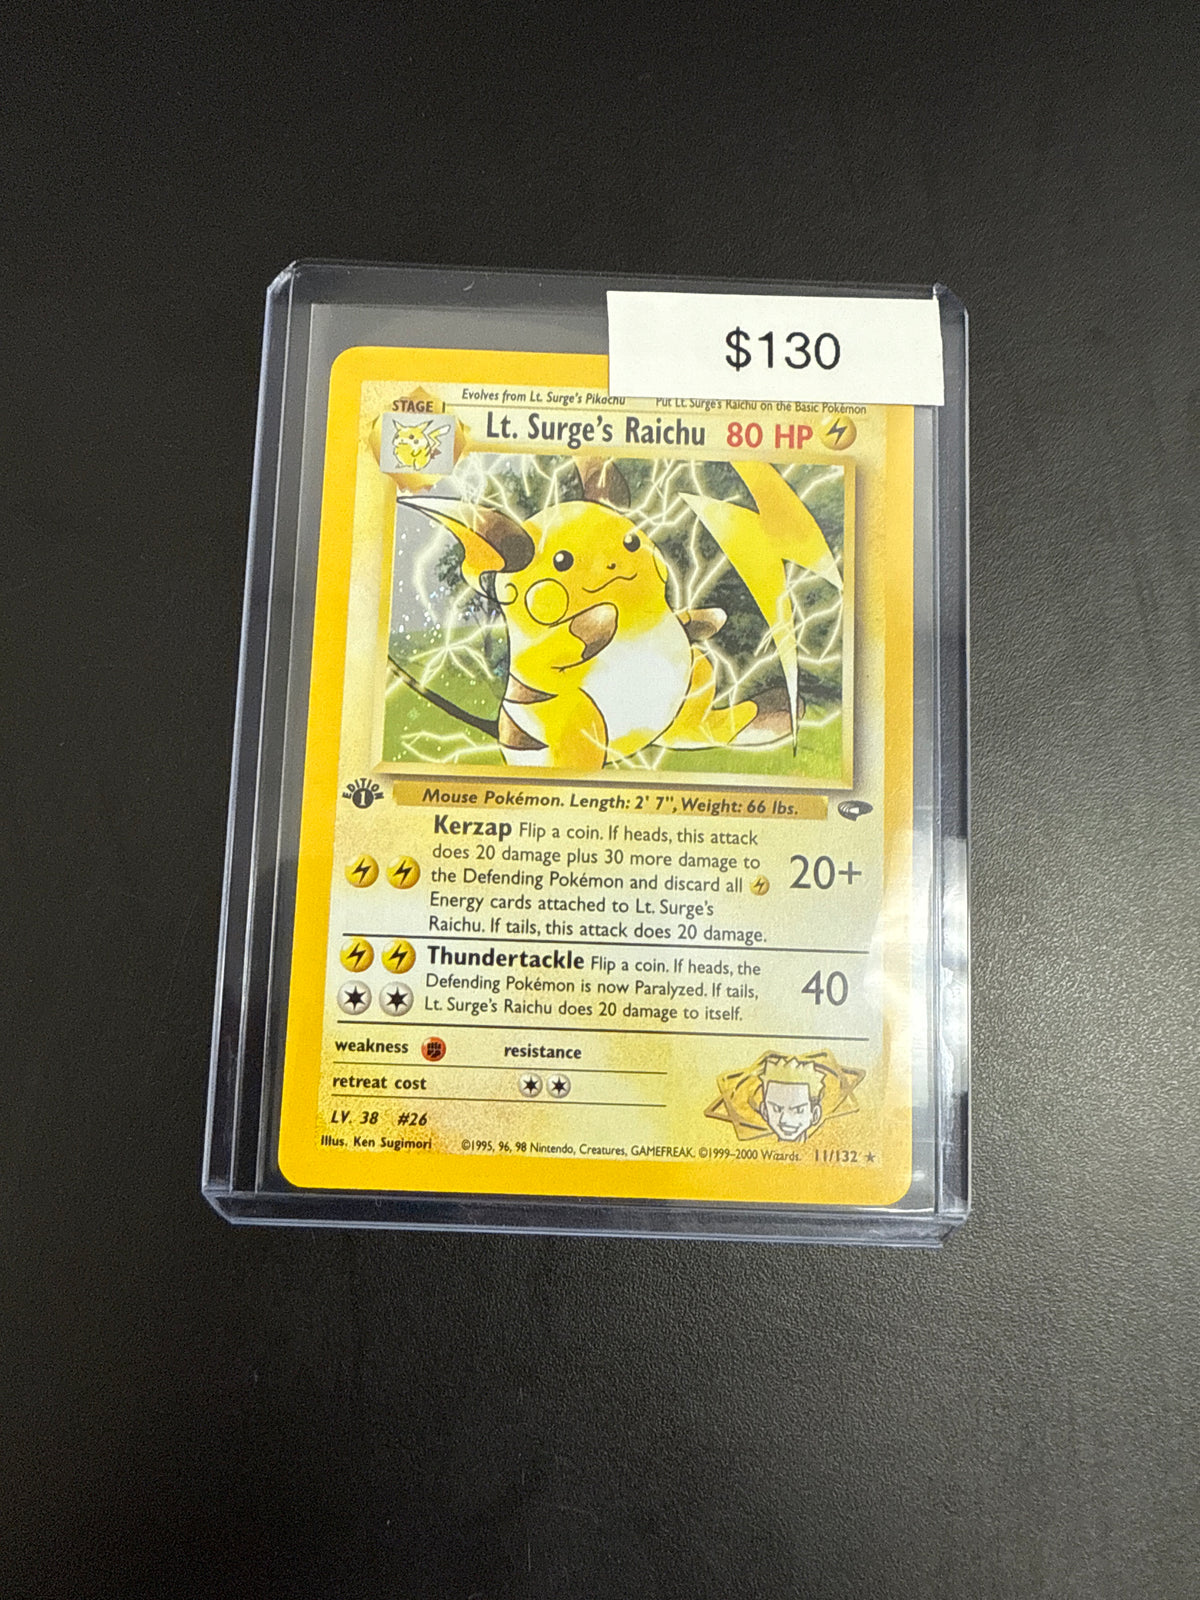 $130
Evolves from Lt. Surge's Pikachu Put Lt. Surge's Raichu on the Basic Pokémon
STAGE 1
Lt. Surge's Raichu 80 HP
EDITION
1
Mouse Pokémon. Length: 2' 7", Weight: 66 lbs.
Kerzap Flip a coin. If heads, this attack
does 20 damage plus 30 more damage to
the Defending Pokémon and discard all
Energy cards attached to Lt. Surge's
Raichu. If tails, this attack does 20 damage.
20+
Thundertackle Flip a coin. If heads, the
Defending Pokémon is now Paralyzed. If tails,
Lt. Surge's Raichu does 20 damage to itself.
40
weakness resistance
retreat cost
LV. 38 #26
Illus. Ken Sugimori ©1995, 96, 98 Nintendo, Creatures, GAMEFREAK. ©1999-2000 Wizards. 11/132 ★